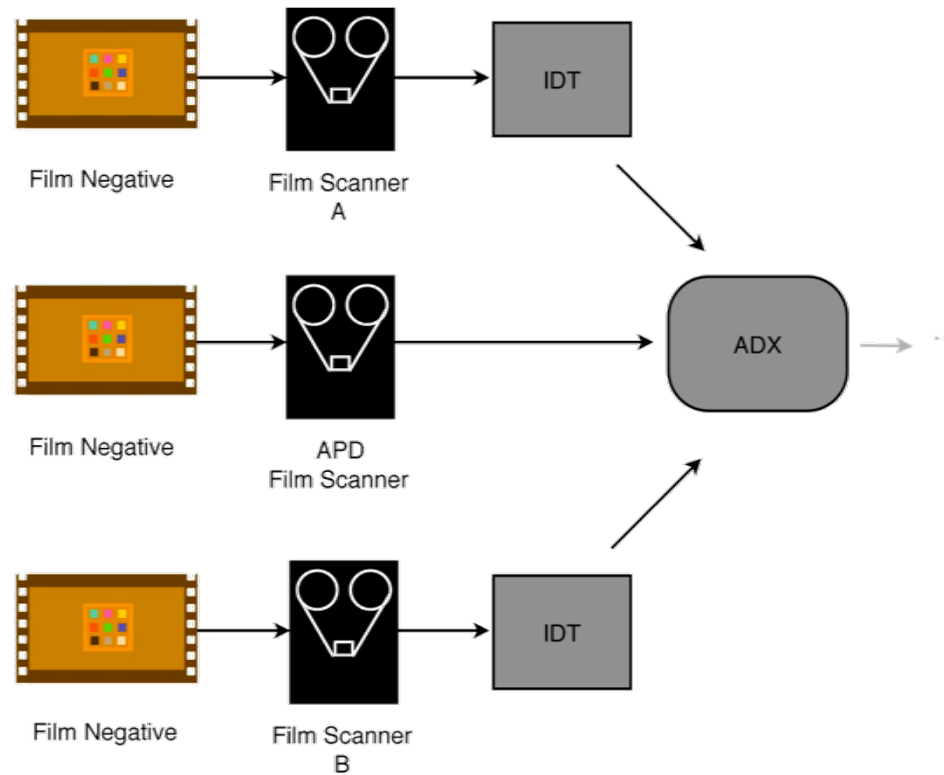 IDT
Film Negative
Film Scanner
A
ADX
Film Negative
APD
Film Scanner
IDT
Film Negative
Film Scanner
B